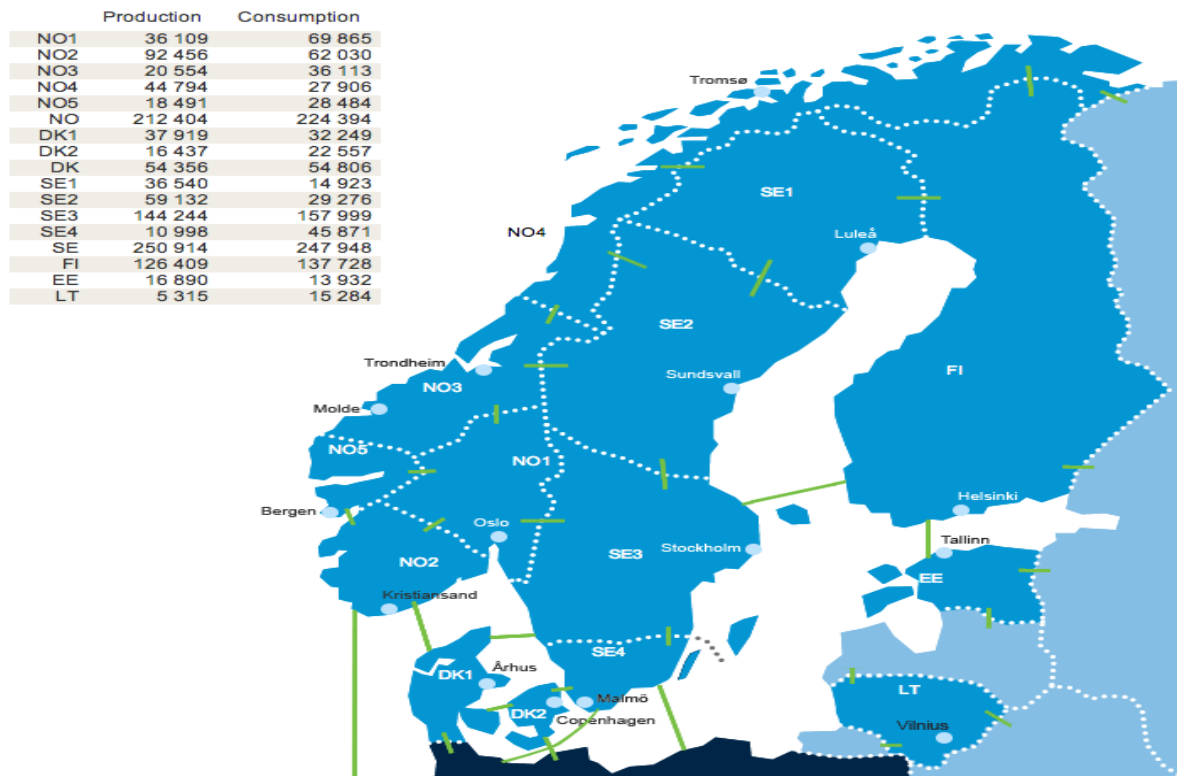 Production Consumption
NO1 36 109 69 865
NO2 92 456 62 030
NO3 20 554 36 113
NO4 44 794 27 906
NO5 18 491 28 484
NO 212 404 224 394
DK1 37 919 32 249
DK2 16 437 22 557
DK 54 356 54 806
SE1 36 540 14 923
SE2 59 132 29 276
SE3 144 244 157 999
SE4 10 998 45 871
SE 250 914 247 948
FI 126 409 137 728
EE 16 890 13 932
LT 5 315 15 284
Tromsø
SE1
NO4
Luleå
SE2
Trondheim
NO3
Sundsvall
FI
Molde
NO5
NO1
Bergen
Oslo
Helsinki
Stockholm
SE3
Tallinn
NO2
EE
Kristiansand
SE4
DK1
Århus
LT
Malmö
DK2
Copenhagen
Vilnius